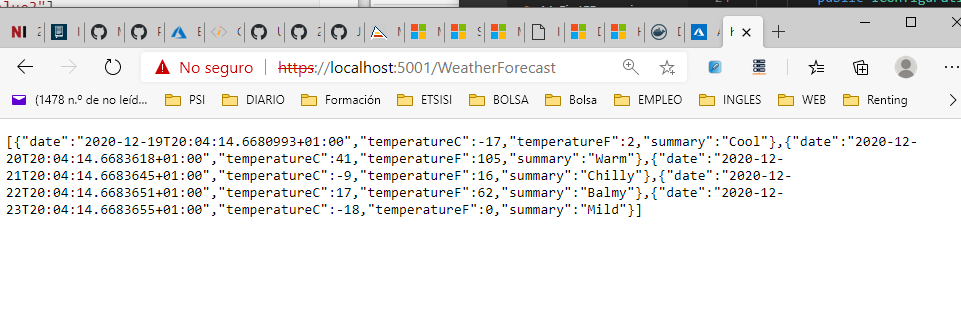 No seguro
https://localhost:5001/WeatherForecast
(1478 n.º de no leíd...
PSI
DIARIO
Formación
ETSISI
BOLSA
Bolsa
EMPLEO
INGLES
WEB
Renting
[{"date":"2020-12-19T20:04:14.6680993+01:00","temperatureC":-17,"temperatureF":2,"summary":"Cool"},{"date":"2020-12-
20T20:04:14.6683618+01:00","temperatureC":41,"temperatureF":105,"summary":"Warm"},{"date":"2020-12-
21T20:04:14.6683645+01:00","temperatureC":-9,"temperatureF":16,"summary":"Chilly"},{"date":"2020-12-
22T20:04:14.6683651+01:00","temperatureC":17,"temperatureF":62,"summary":"Balmy"},{"date":"2020-12-
23T20:04:14.6683655+01:00","temperatureC":-18,"temperatureF":0,"summary":"Mild"}]